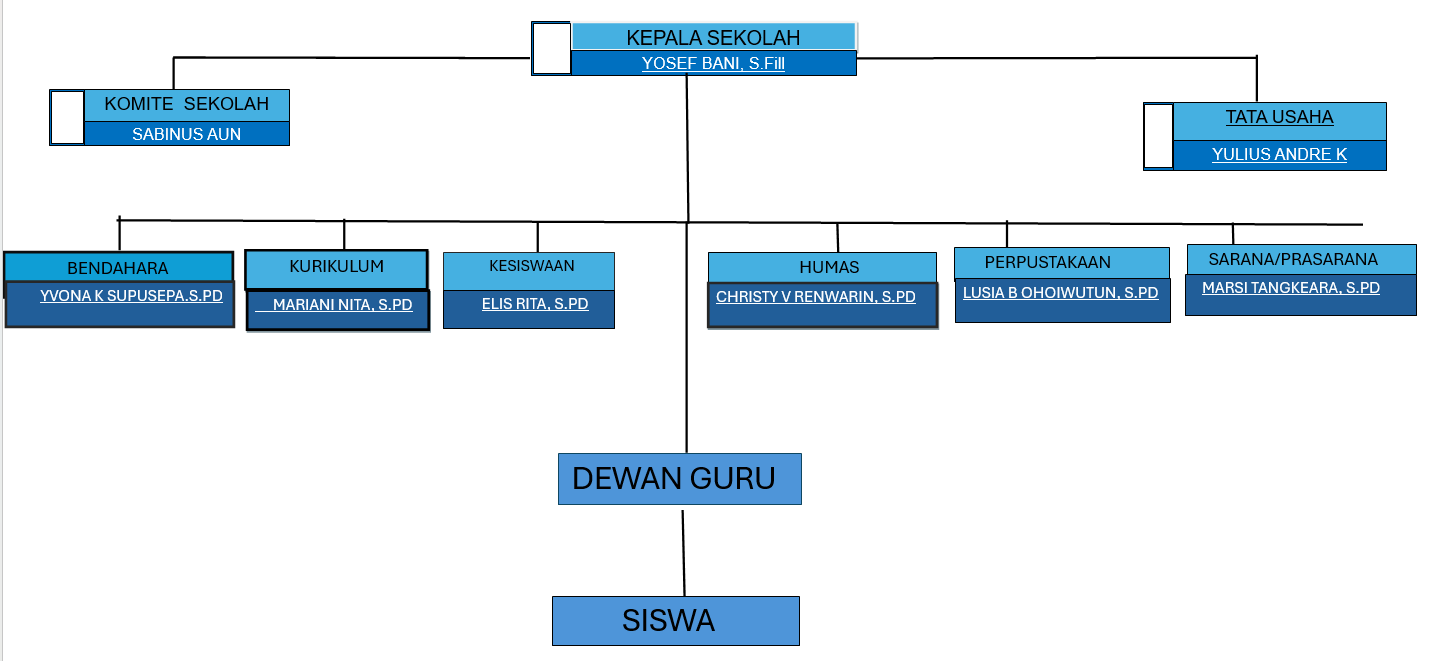 KEPALA SEKOLAH
YOSEF BANI, S.Fill
KOMITE SEKOLAH
SABINUS AUN
TATA USAHA
YULIUS ANDRE K
BENDAHARA
YVONA K SUPUSEPA.S.PD
KURIKULUM
MARIANI NITA, S.PD
KESISWAAN
ELIS RITA, S.PD
HUMAS
CHRISTY V RENWARIN, S.PD
PERPUSTAKAAN
LUSIA B OHOIWUTUN, S.PD
SARANA/PRASARANA
MARSI TANGKEARA, S.PD
DEWAN GURU
SISWA